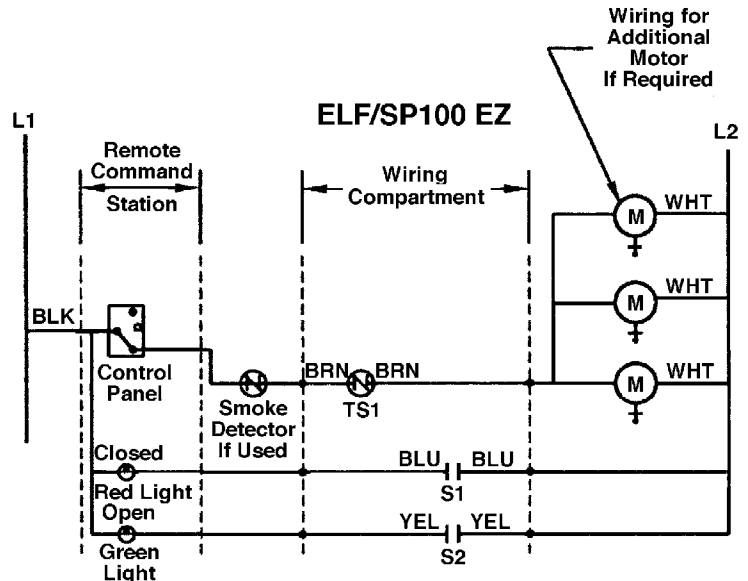 Wiring for
Additional
Motor
If Required
ELF/SP100 EZ
L1
L2
Remote
Command
Station
Wiring
Compartment
M
WHT
BLK
M
WHT
Control
Panel
BRN
BRN
M
WHT
Smoke
Detector
If Used
TS1
Closed
BLU
BLU
Red Light
S1
Open
YEL
YEL
Green
Light
S2